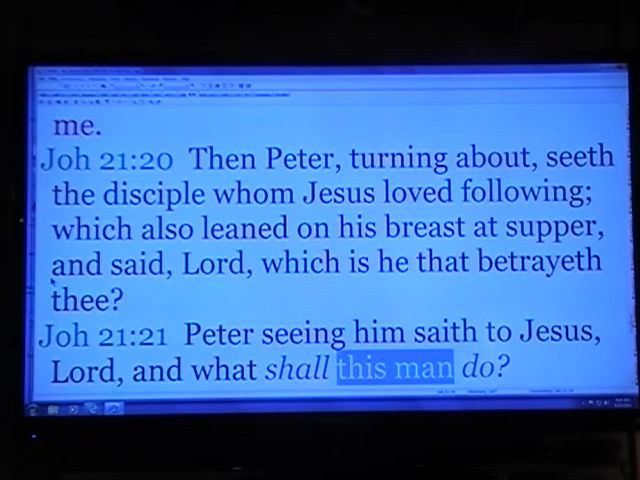 me.
Joh 21:20 Then Peter, turning about, seeth
the disciple whom Jesus loved following;
which also leaned on his breast at supper,
and said, Lord, which is he that betrayeth
thee?
Joh 21:21 Peter seeing him saith to Jesus,
Lord, and what shall this man do?